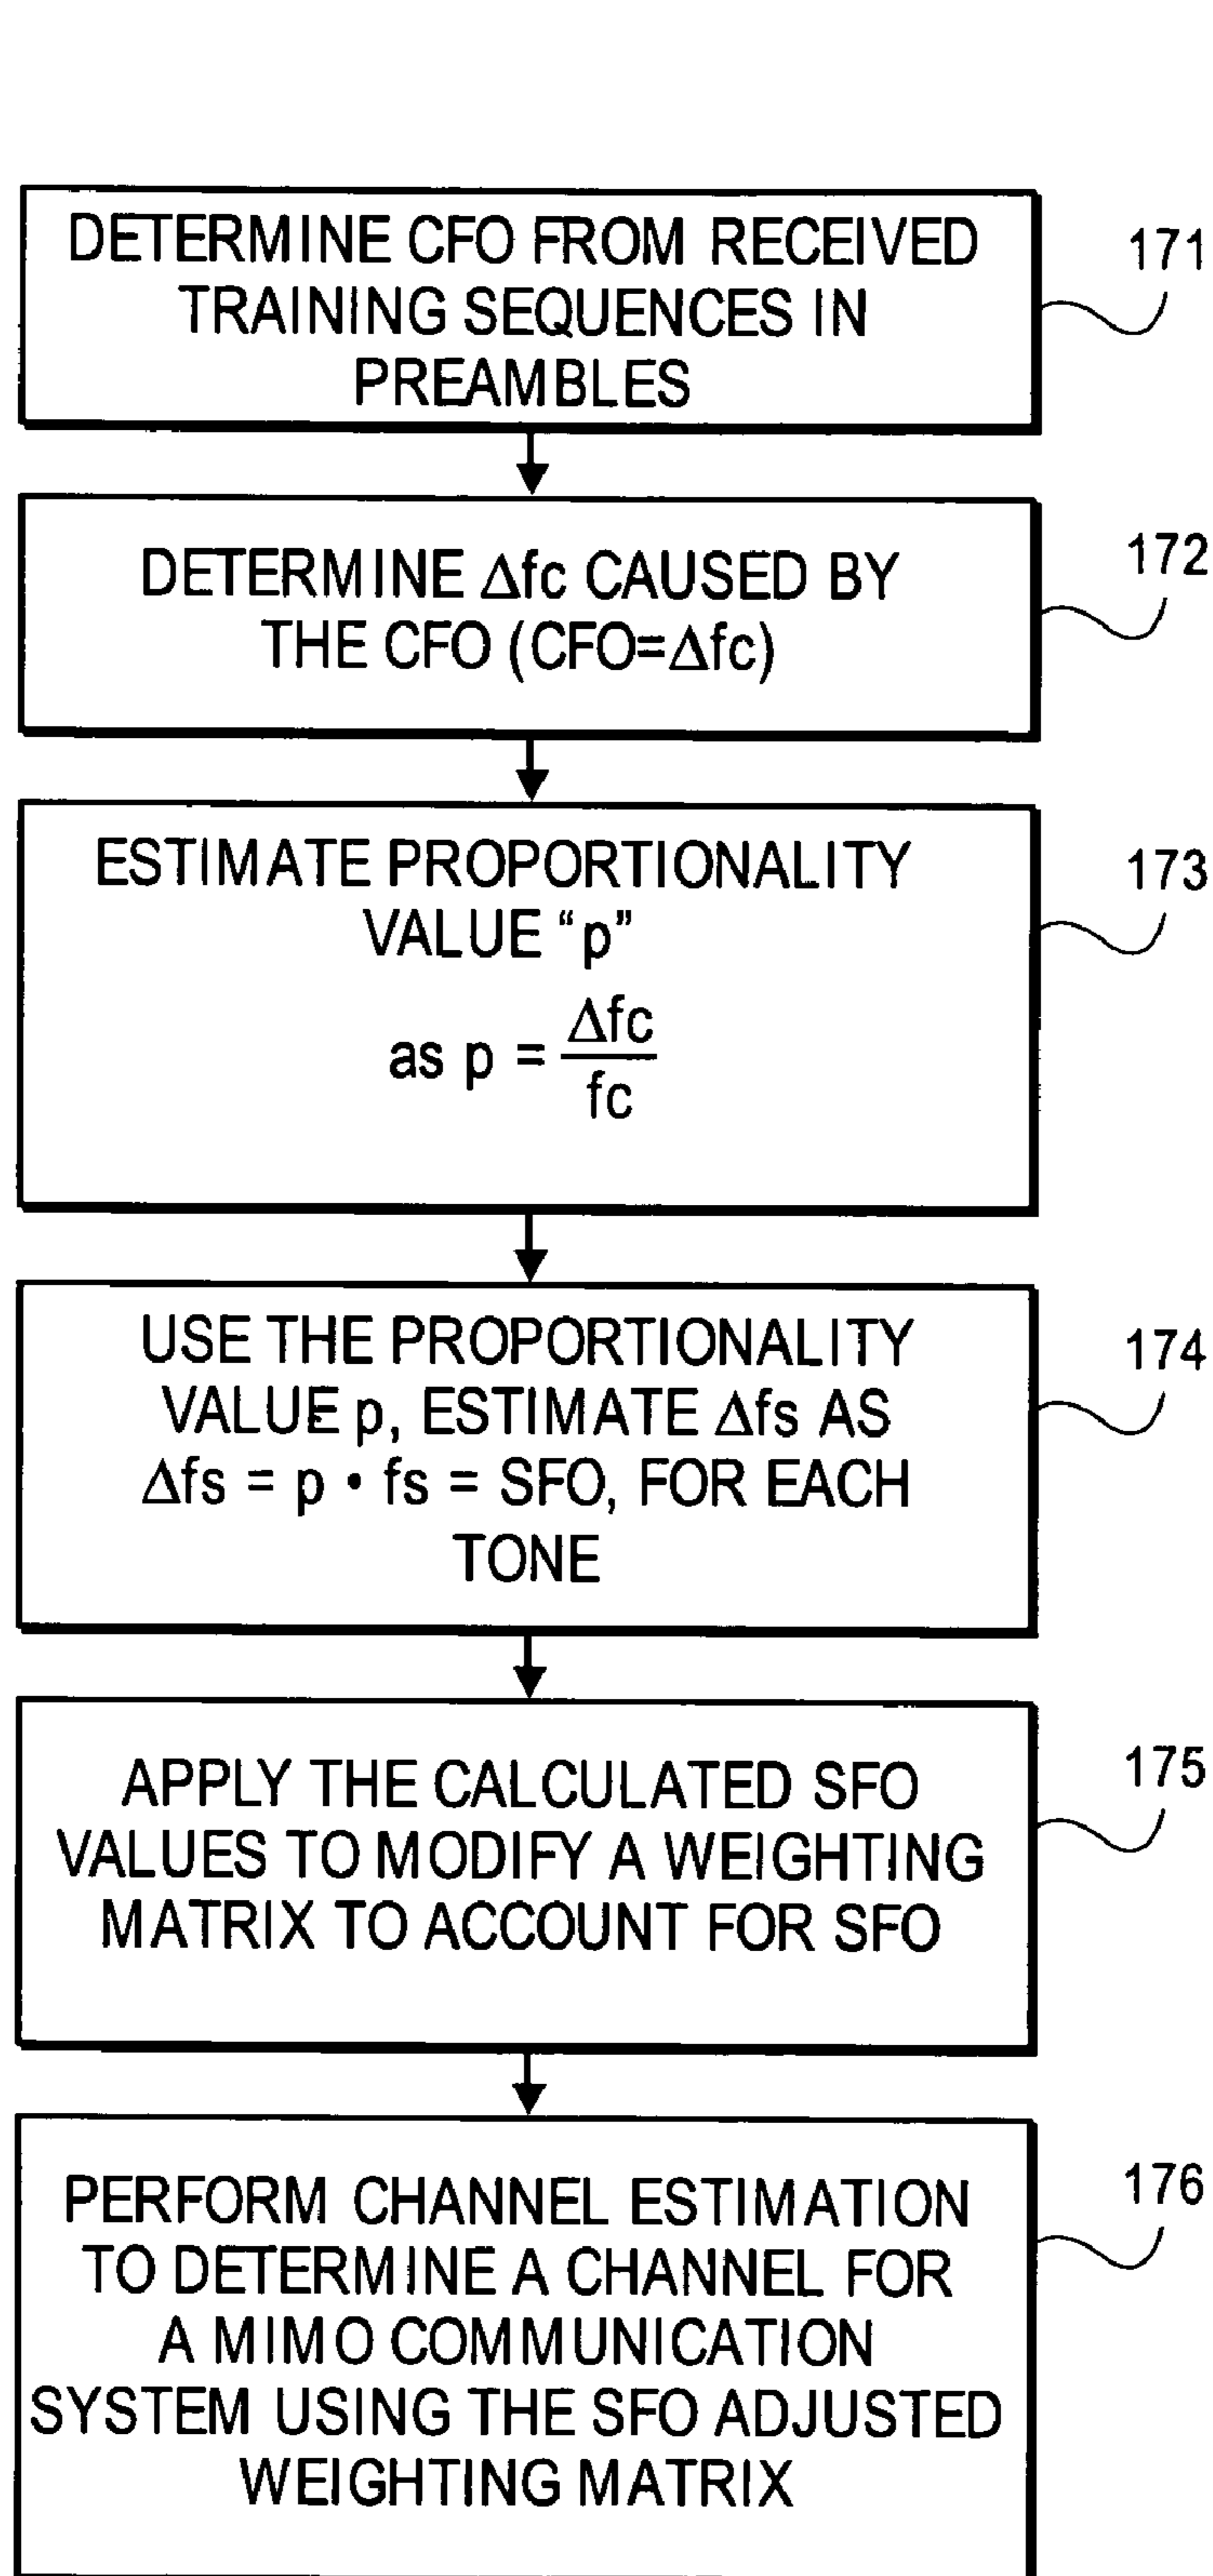 DETERMINE CFO FROM RECEIVED
171
TRAINING SEQUENCES IN
PREAMBLES
DETERMINE Δfc CAUSED BY
172
THE CFO (CFO=Δfc)
ESTIMATE PROPORTIONALITY
173
VALUE “p”
as p = Δfc
fc
USE THE PROPORTIONALITY
174
VALUE p, ESTIMATE Δfs AS
Δfs = p • fs = SFO, FOR EACH
TONE
APPLY THE CALCULATED SFO
175
VALUES TO MODIFY A WEIGHTING
MATRIX TO ACCOUNT FOR SFO
PERFORM CHANNEL ESTIMATION
176
TO DETERMINE A CHANNEL FOR
A MIMO COMMUNICATION
SYSTEM USING THE SFO ADJUSTED
WEIGHTING MATRIX